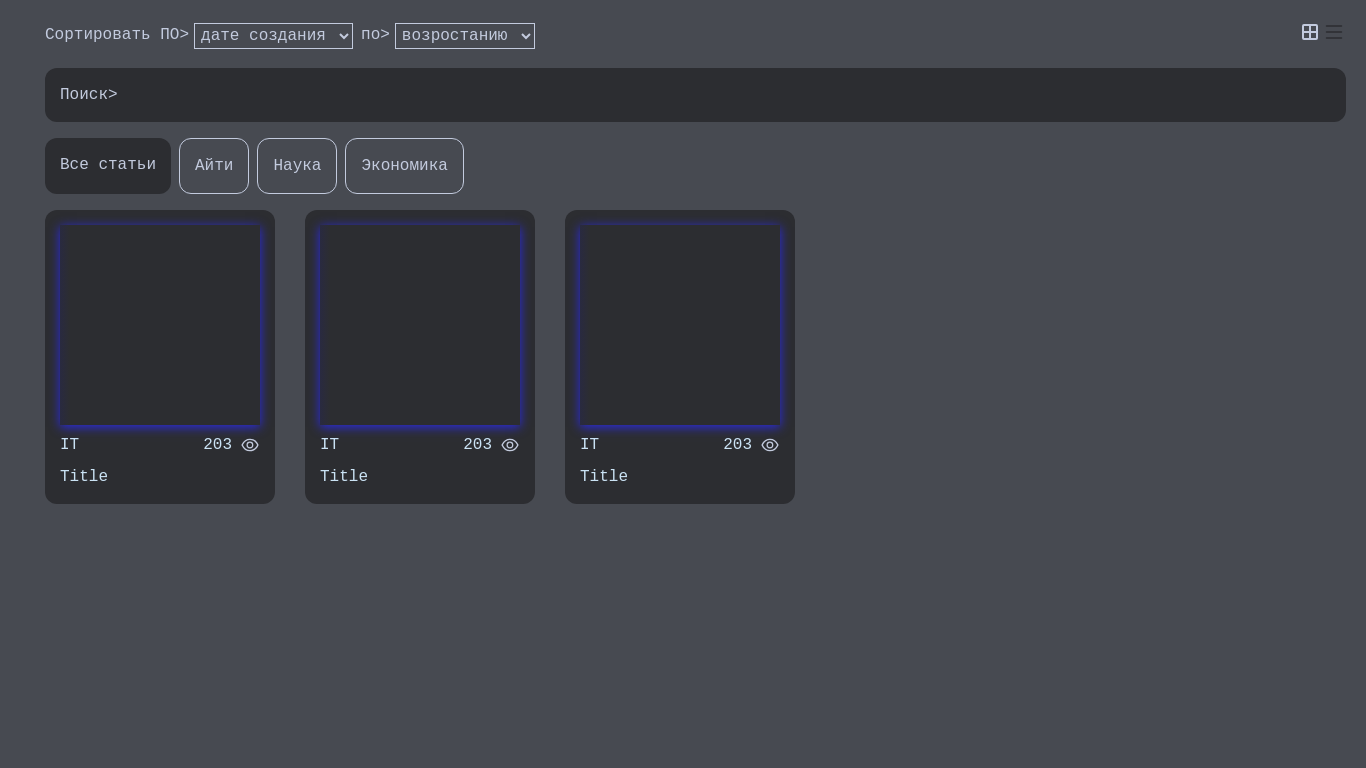 Сортировать ПО> дате создания по> возростанию
Поиск>
Все статьи Айти Наука Экономика
IT 203 IT 203 IT 203
Title Title Title